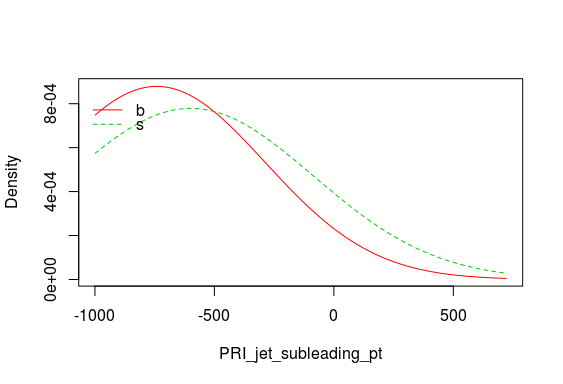 b
s
Density
8e-04
4e-04
0e+00
-1000 -500 0 500
PRI_jet_subleading_pt